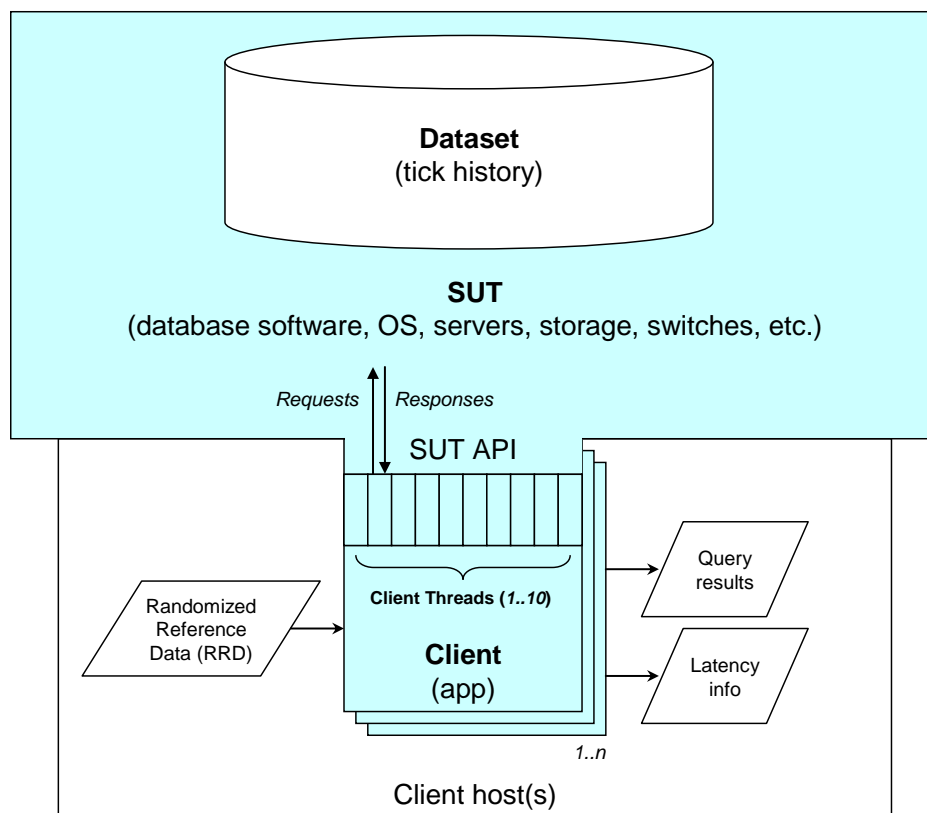 Dataset
(tick history)
SUT
(database software, OS, servers, storage, switches, etc.)
Requests
Responses
SUT API
Client Threads (1..10)
Randomized
Reference
Data (RRD)
Client
(app)
Query
results
Latency
info
1..n
Client host(s)